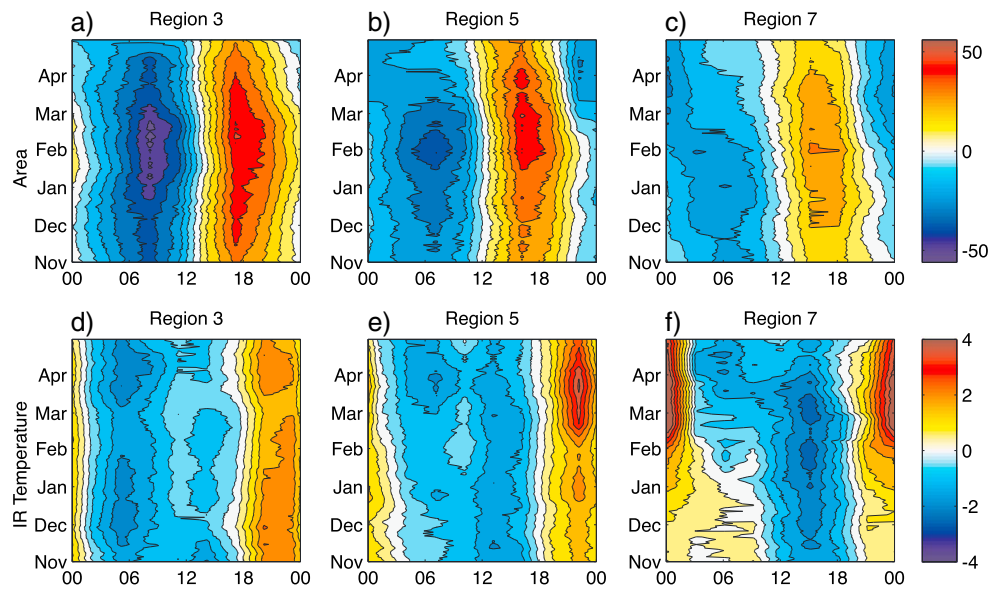 a) Region 3
b) Region 5
c) Region 7
Area
Apr
Mar
Feb
Jan
Dec
Nov
00 06 12 18 00
Apr
Mar
Feb
Jan
Dec
Nov
00 06 12 18 00
Apr
Mar
Feb
Jan
Dec
Nov
00 06 12 18 00
50
0
-50
d) Region 3
e) Region 5
f) Region 7
IR Temperature
Apr
Mar
Feb
Jan
Dec
Nov
00 06 12 18 00
Apr
Mar
Feb
Jan
Dec
Nov
00 06 12 18 00
Apr
Mar
Feb
Jan
Dec
Nov
00 06 12 18 00
4
2
0
-2
-4